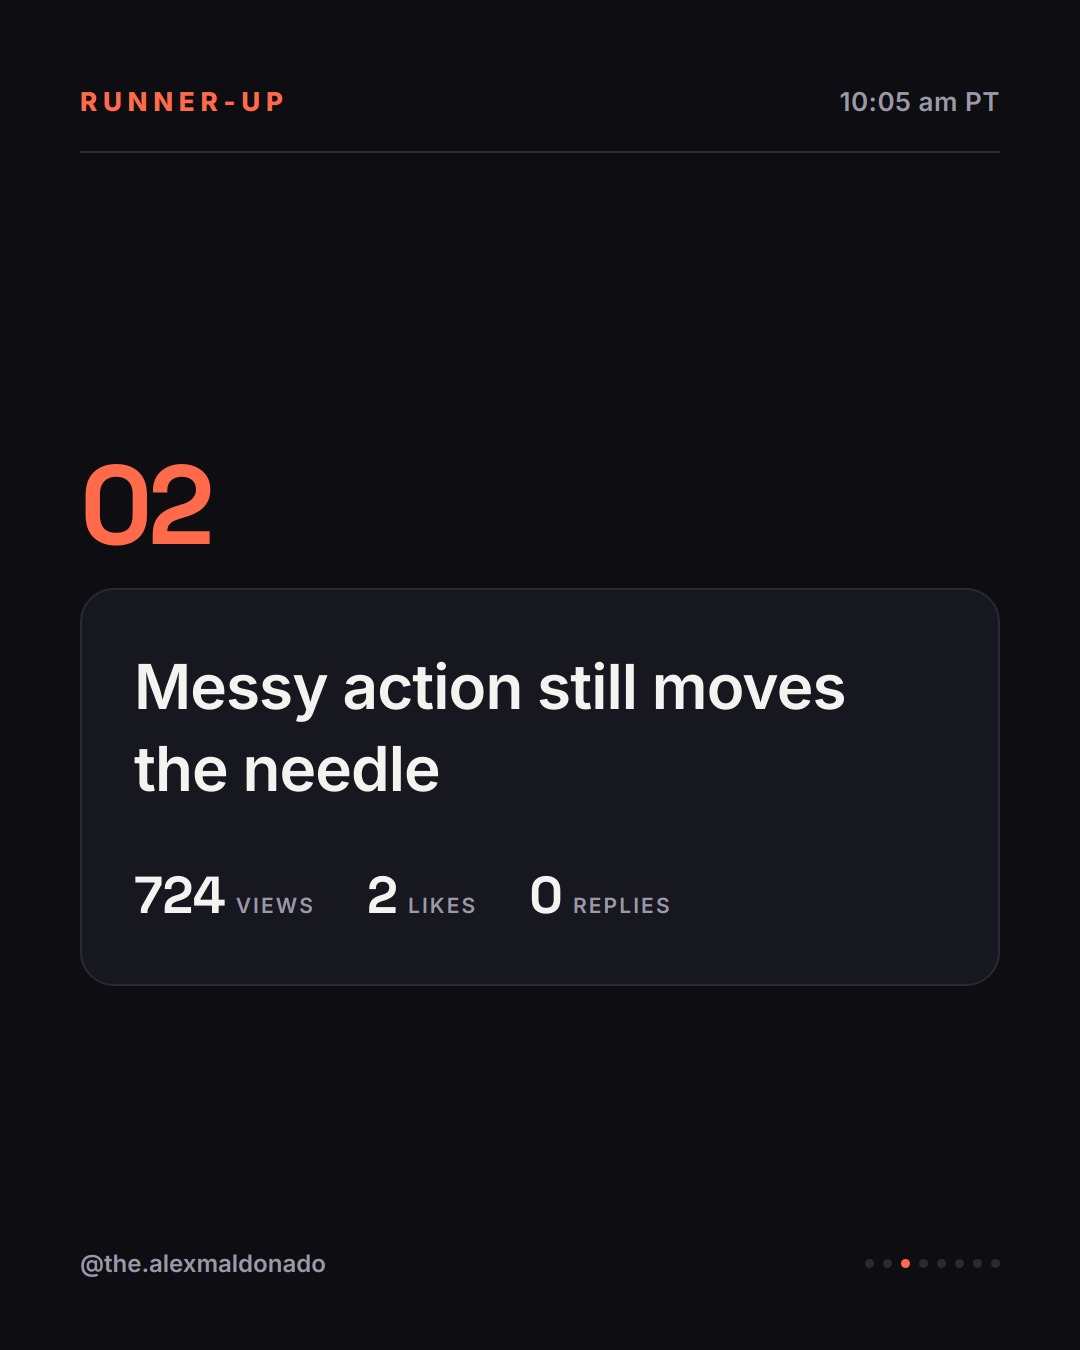 RUNNER-UP
10:05 am PT
02
Messy action still moves
the needle
724 VIEWS 2 LIKES 0 REPLIES
@the.alexmaldonado